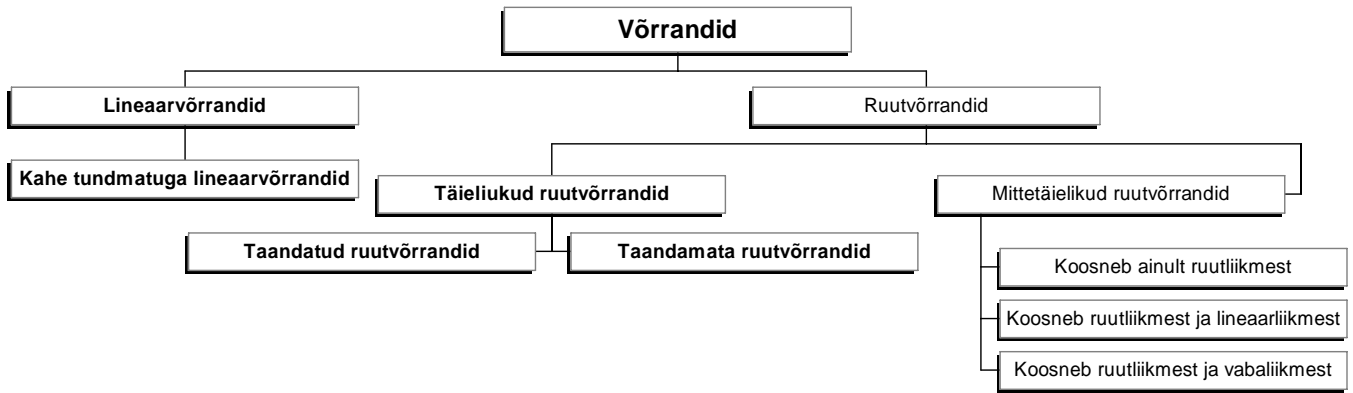 Võrrandid
Lineaarvõrrandid
Ruutvõrrandid
Kahe tundmatuga lineaarvõrrandid
Täieliukud ruutvõrrandid
Mittetäielikud ruutvõrrandid
Taandatud ruutvõrrandid
Taandamata ruutvõrrandid
Koosneb ainult ruutliikmest
Koosneb ruutliikmest ja lineaarliikmest
Koosneb ruutliikmest ja vabaliikmest